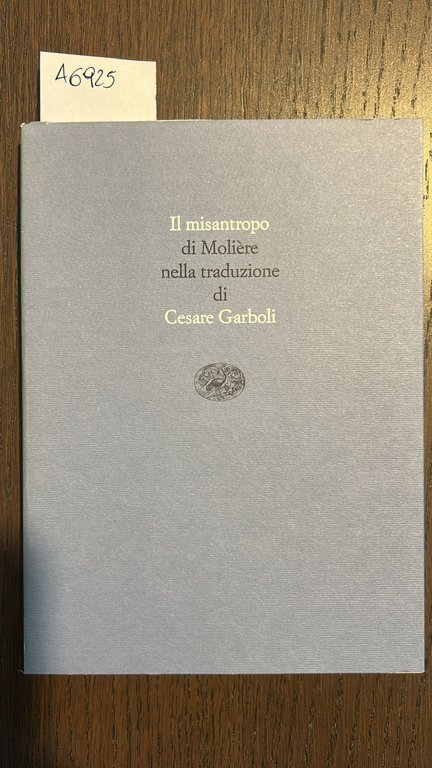 A6925
Il misantropo
di Molière
nella traduzione
di
Cesare Garboli